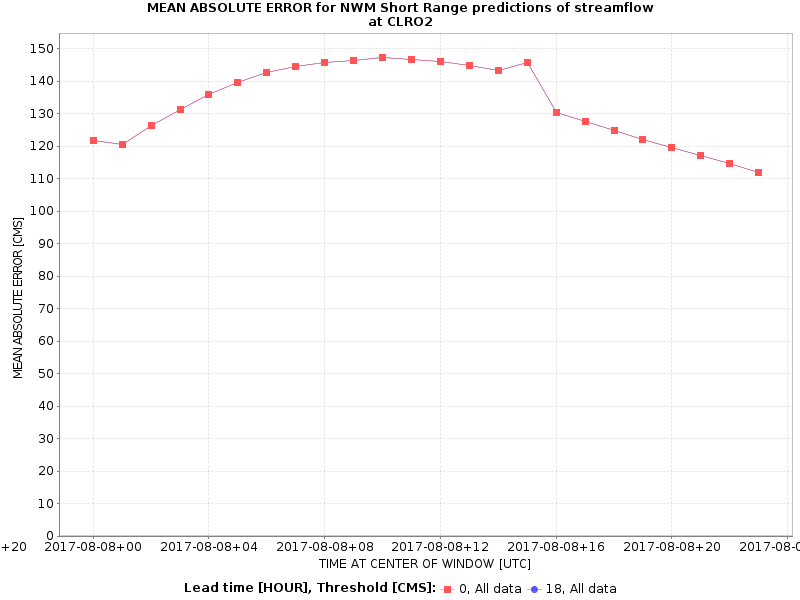 MEAN ABSOLUTE ERROR for NWM Short Range predictions of streamflow
at CLRO2
150
140
130
120
110
100
90
80
70
60
50
40
30
20
10
0
MEAN ABSOLUTE ERROR [CMS]
+20 2017-08-08+00 2017-08-08+04 2017-08-08+08 2017-08-08+12 2017-08-08+16 2017-08-08+20 2017-08-0
TIME AT CENTER OF WINDOW [UTC]
Lead time [HOUR], Threshold [CMS]: 0, All data 18, All data